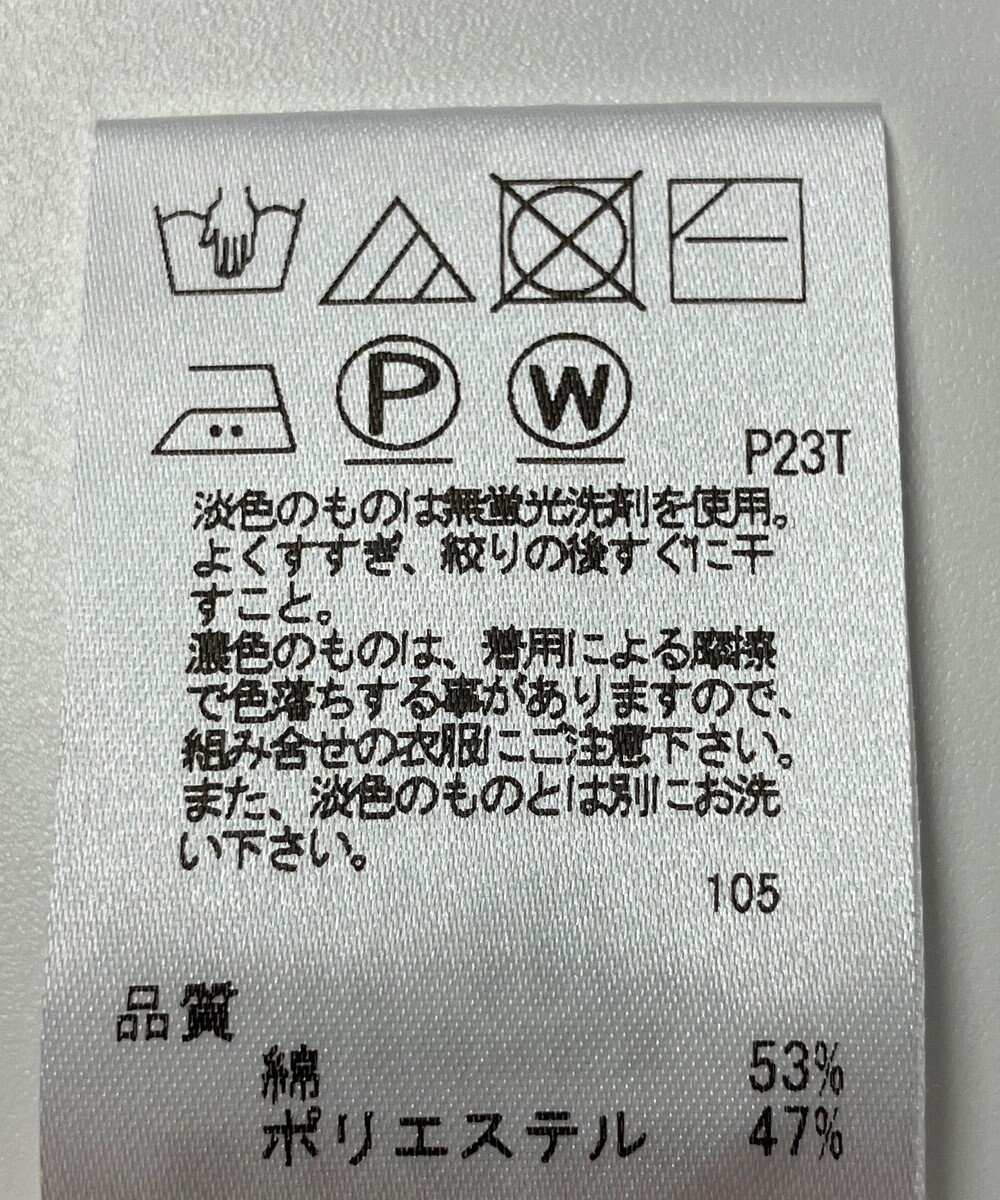 P
W
P23T
淡色のものは無蛍光洗剤を使用。
よくすすぎ、絞りの後すぐに干
すこと。
濃色のものは、着用による摩擦
で色落ちする事がありますので、
組み合せの衣服にご注意下さい。
また、淡色のものとは別にお洗
い下さい。
105
品質
綿 53%
ポリエステル 47%